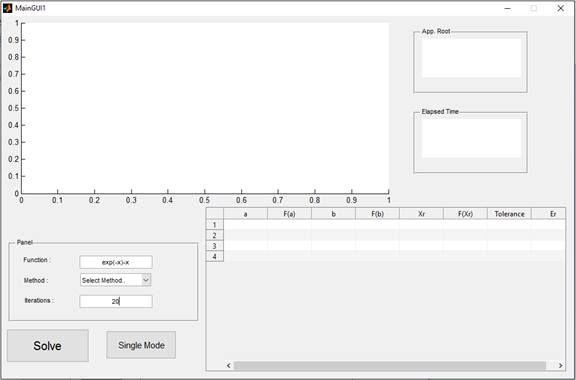 MainGUI1
1
0.9
0.8
0.7
0.6
0.5
0.4
0.3
0.2
0.1
0
0 0.1 0.2 0.3 0.4 0.5 0.6 0.7 0.8 0.9 1
App. Root
Elapsed Time
Panel
Function : exp(-x)-x
Method : Select Method..
Iterations : 20
Solve
Single Mode
a F(a) b F(b) Xr F(Xr) Tolerance Er
1
2
3
4